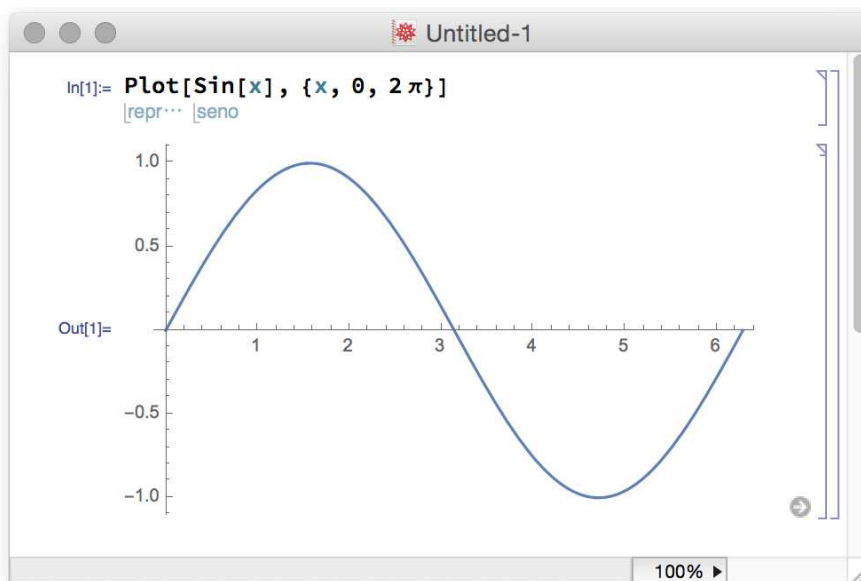 Untitled-1
In[1]:= Plot[Sin[x], {x, 0, 2 π}]
repr⋯ seno
1.0
0.5
Out[1]=
1 2 3 4 5 6
−0.5
−1.0
100%